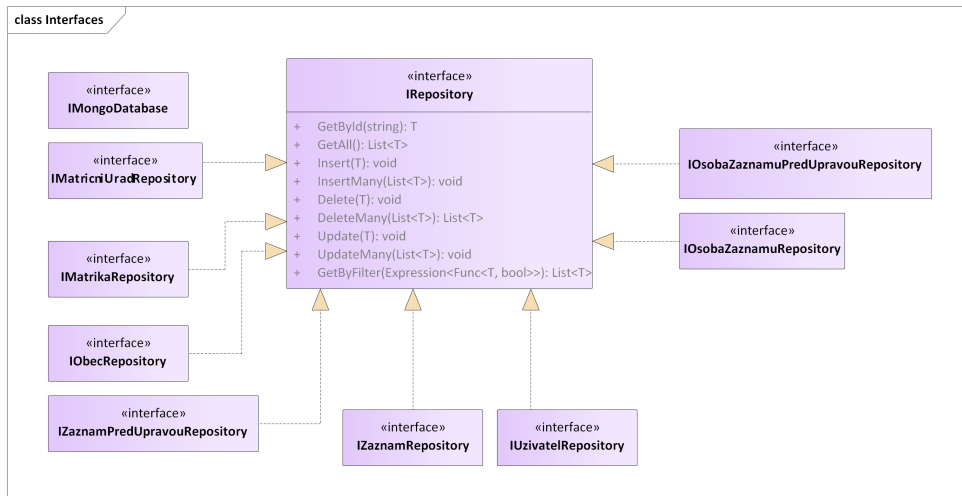 class Interfaces
«interface»
IMongoDatabase
«interface»
IMatricniUradRepository
«interface»
IMatrikaRepository
«interface»
IObecRepository
«interface»
IZaznamPredUpravouRepository
«interface»
IRepository
+ GetById(string): T
+ GetAll(): List<T>
+ Insert(T): void
+ InsertMany(List<T>): void
+ Delete(T): void
+ DeleteMany(List<T>): List<T>
+ Update(T): void
+ UpdateMany(List<T>): void
+ GetByFilter(Expression<Func<T, bool>>): List<T>
«interface»
IZaznamRepository
«interface»
IUzivatelRepository
«interface»
IOsobaZaznamuPredUpravouRepository
«interface»
IOsobaZaznamuRepository